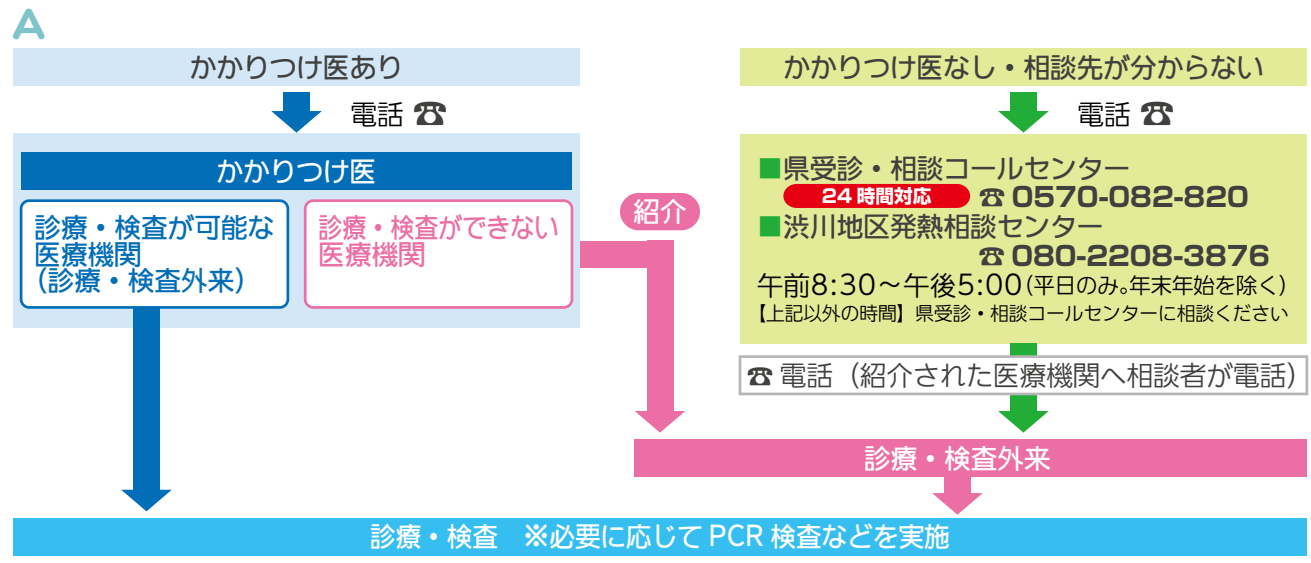 A
かかりつけ医あり
電話 ☎
かかりつけ医
診療・検査が可能な
医療機関
(診療・検査外来)
診療・検査ができない
医療機関
紹介
かかりつけ医なし・相談先が分からない
電話 ☎
■県受診・相談コールセンター
24時間対応 ☎ 0570-082-820
■渋川地区発熱相談センター
☎ 080-2208-3876
午前8:30~午後5:00(平日のみ。年末年始を除く)
【上記以外の時間】県受診・相談コールセンターに相談ください
☎ 電話(紹介された医療機関へ相談者が電話)
診療・検査外来
診療・検査 ※必要に応じて PCR 検査などを実施